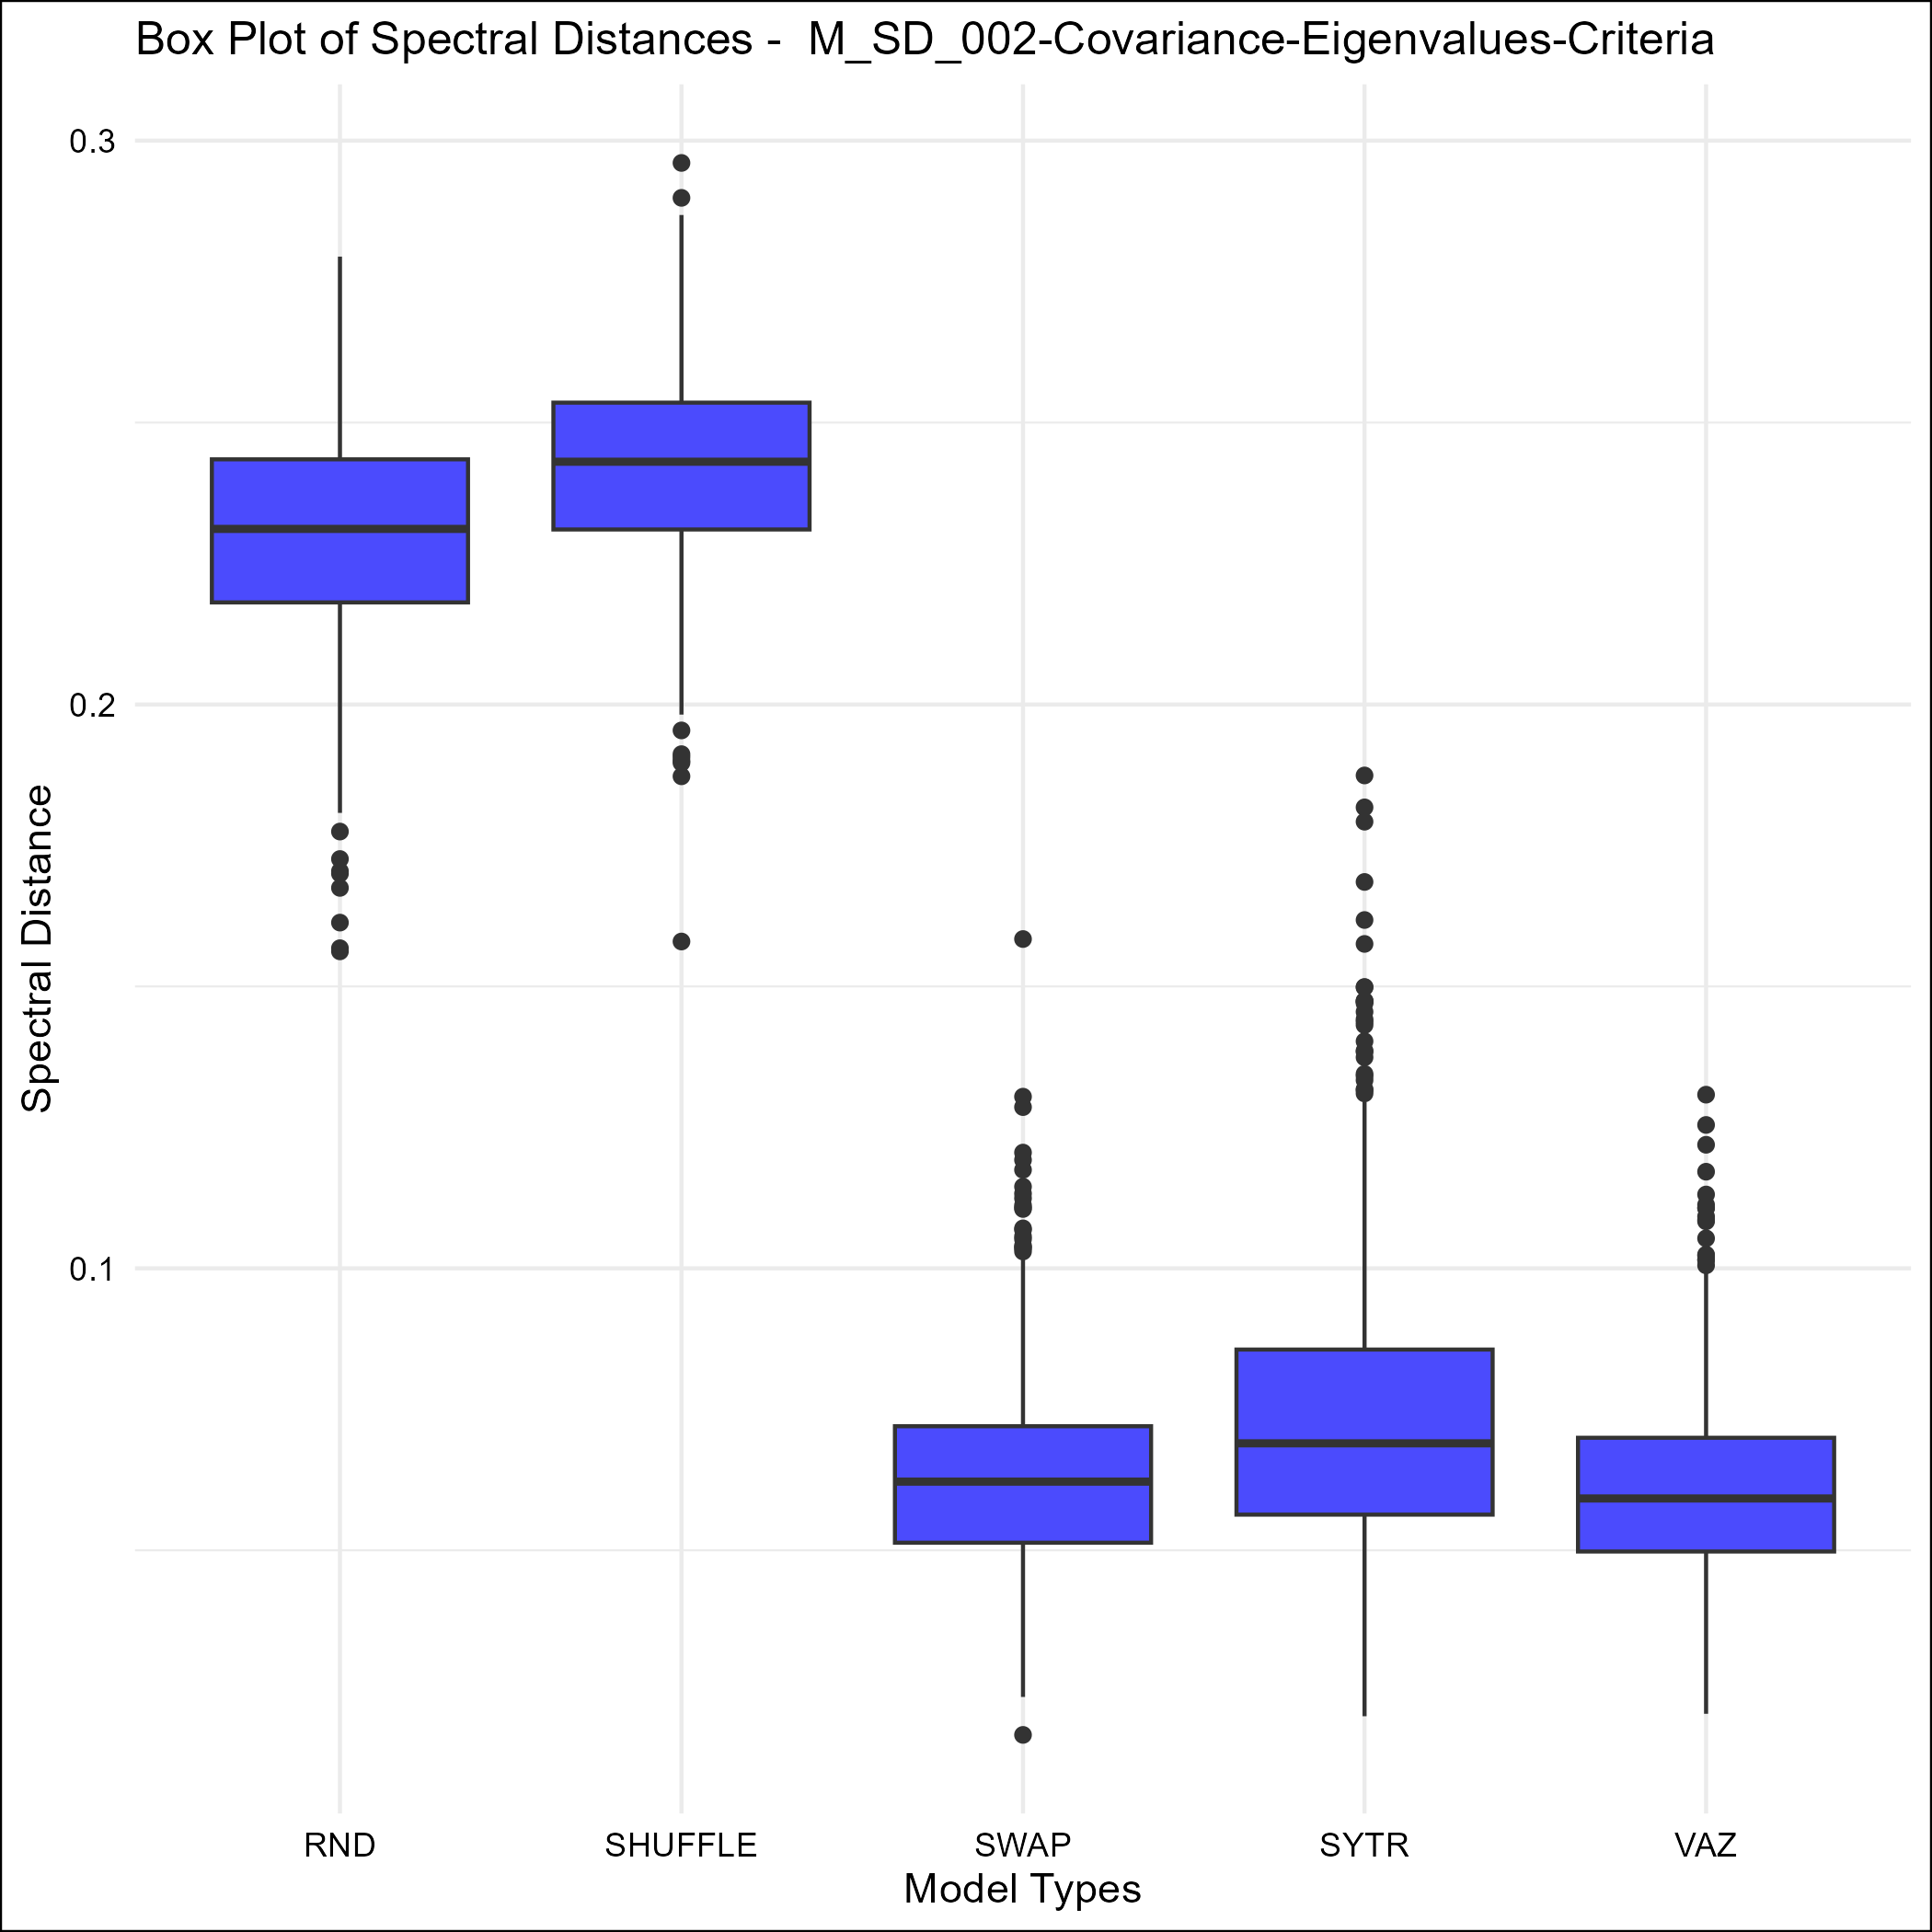 Box Plot of Spectral Distances -  M_SD_002-Covariance-Eigenvalues-Criteria
0.3
0.2
0.1
Spectral Distance
RND SHUFFLE SWAP SYTR VAZ
Model Types